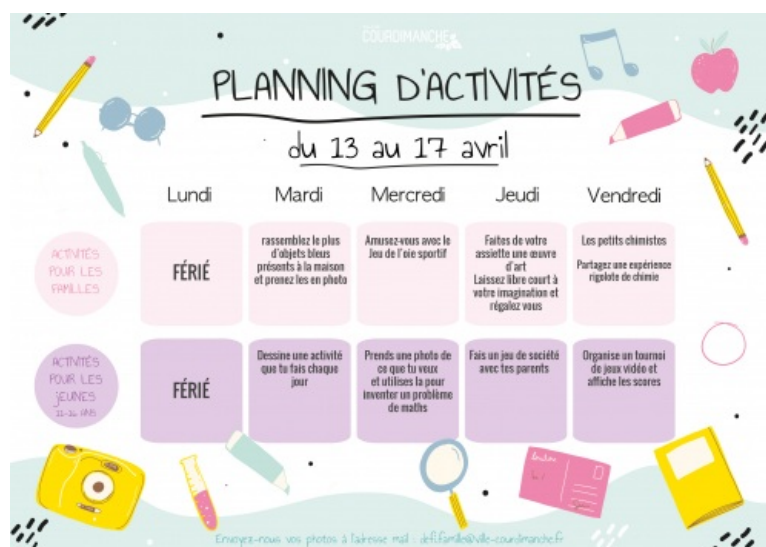 COURDIMANCHE
PLANNING D'ACTIVITÉS
du 13 au 17 avril
Lundi
Mardi
Mercredi
Jeudi
Vendredi
ACTIVITÉS
POUR LES
FAMILLES
FÉRIÉ
rassemblez le plus
d'objets bleus
présents à la maison
et prenez les en photo
Amusez-vous avec le
Jeu de l'oie sportif
Faites de votre
assiette une œuvre
d'art
Laissez libre court à
votre imagination et
régalez vous
Les petits chimistes
Partagez une expérience
rigolote de chimie
ACTIVITÉS
POUR LES
JEUNES
ANS
FÉRIÉ
Dessine une activité
que tu fais chaque
jour
Prends une photo de
ce que tu veux
et utilises la pour
inventer un problème
de maths
Fais un jeu de société
avec tes parents
Organise un tournoi
de jeux vidéo et
affiche les scores
Envoyez-nous vos photos à l'adresse mail : defi.famille@ville-courdimanche.fr